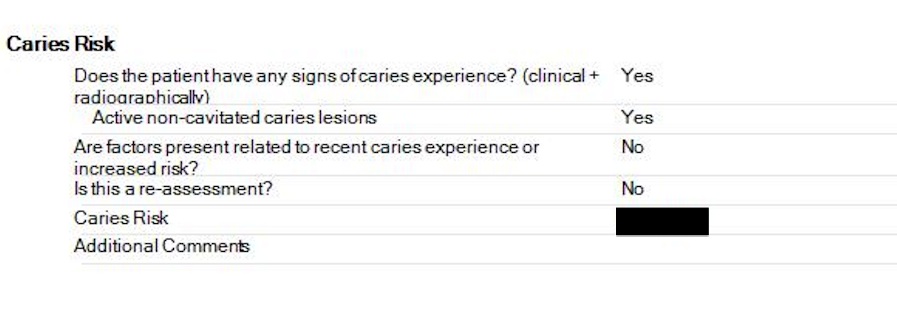 Caries Risk
Does the patient have any signs of caries experience? (clinical + Yes
radiographically)
Active non-cavitated caries lesions Yes
Are factors present related to recent caries experience or No
increased risk?
Is this a re-assessment? No
Caries Risk
Additional Comments